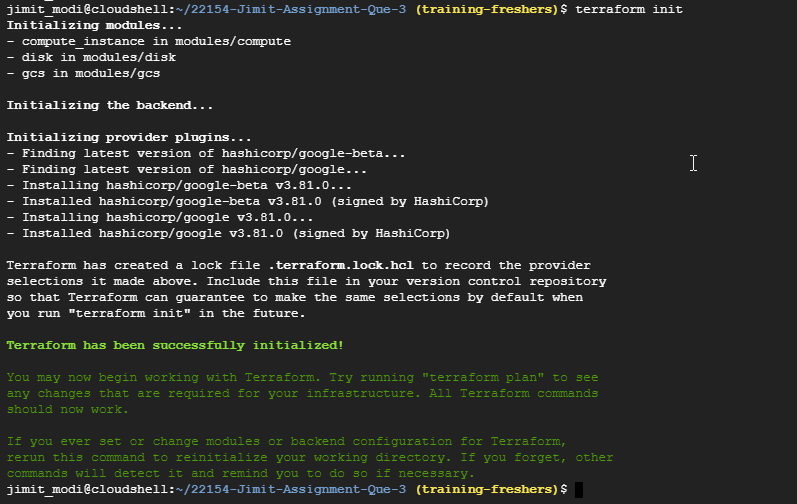 jimit_modi@cloudshell:~/22154-Jimit-Assignment-Que-3 (training-freshers)$ terraform init
Initializing modules...
- compute_instance in modules/compute
- disk in modules/disk
- gcs in modules/gcs
Initializing the backend...
Initializing provider plugins...
- Finding latest version of hashicorp/google-beta...
- Finding latest version of hashicorp/google...
- Installing hashicorp/google-beta v3.81.0...
- Installed hashicorp/google-beta v3.81.0 (signed by HashiCorp)
- Installing hashicorp/google v3.81.0...
- Installed hashicorp/google v3.81.0 (signed by HashiCorp)
Terraform has created a lock file .terraform.lock.hcl to record the provider
selections it made above. Include this file in your version control repository
so that Terraform can guarantee to make the same selections by default when
you run "terraform init" in the future.
Terraform has been successfully initialized!
You may now begin working with Terraform. Try running "terraform plan" to see
any changes that are required for your infrastructure. All Terraform commands
should now work.
If you ever set or change modules or backend configuration for Terraform,
rerun this command to reinitialize your working directory. If you forget, other
commands will detect it and remind you to do so if necessary.
jimit_modi@cloudshell:~/22154-Jimit-Assignment-Que-3 (training-freshers)$